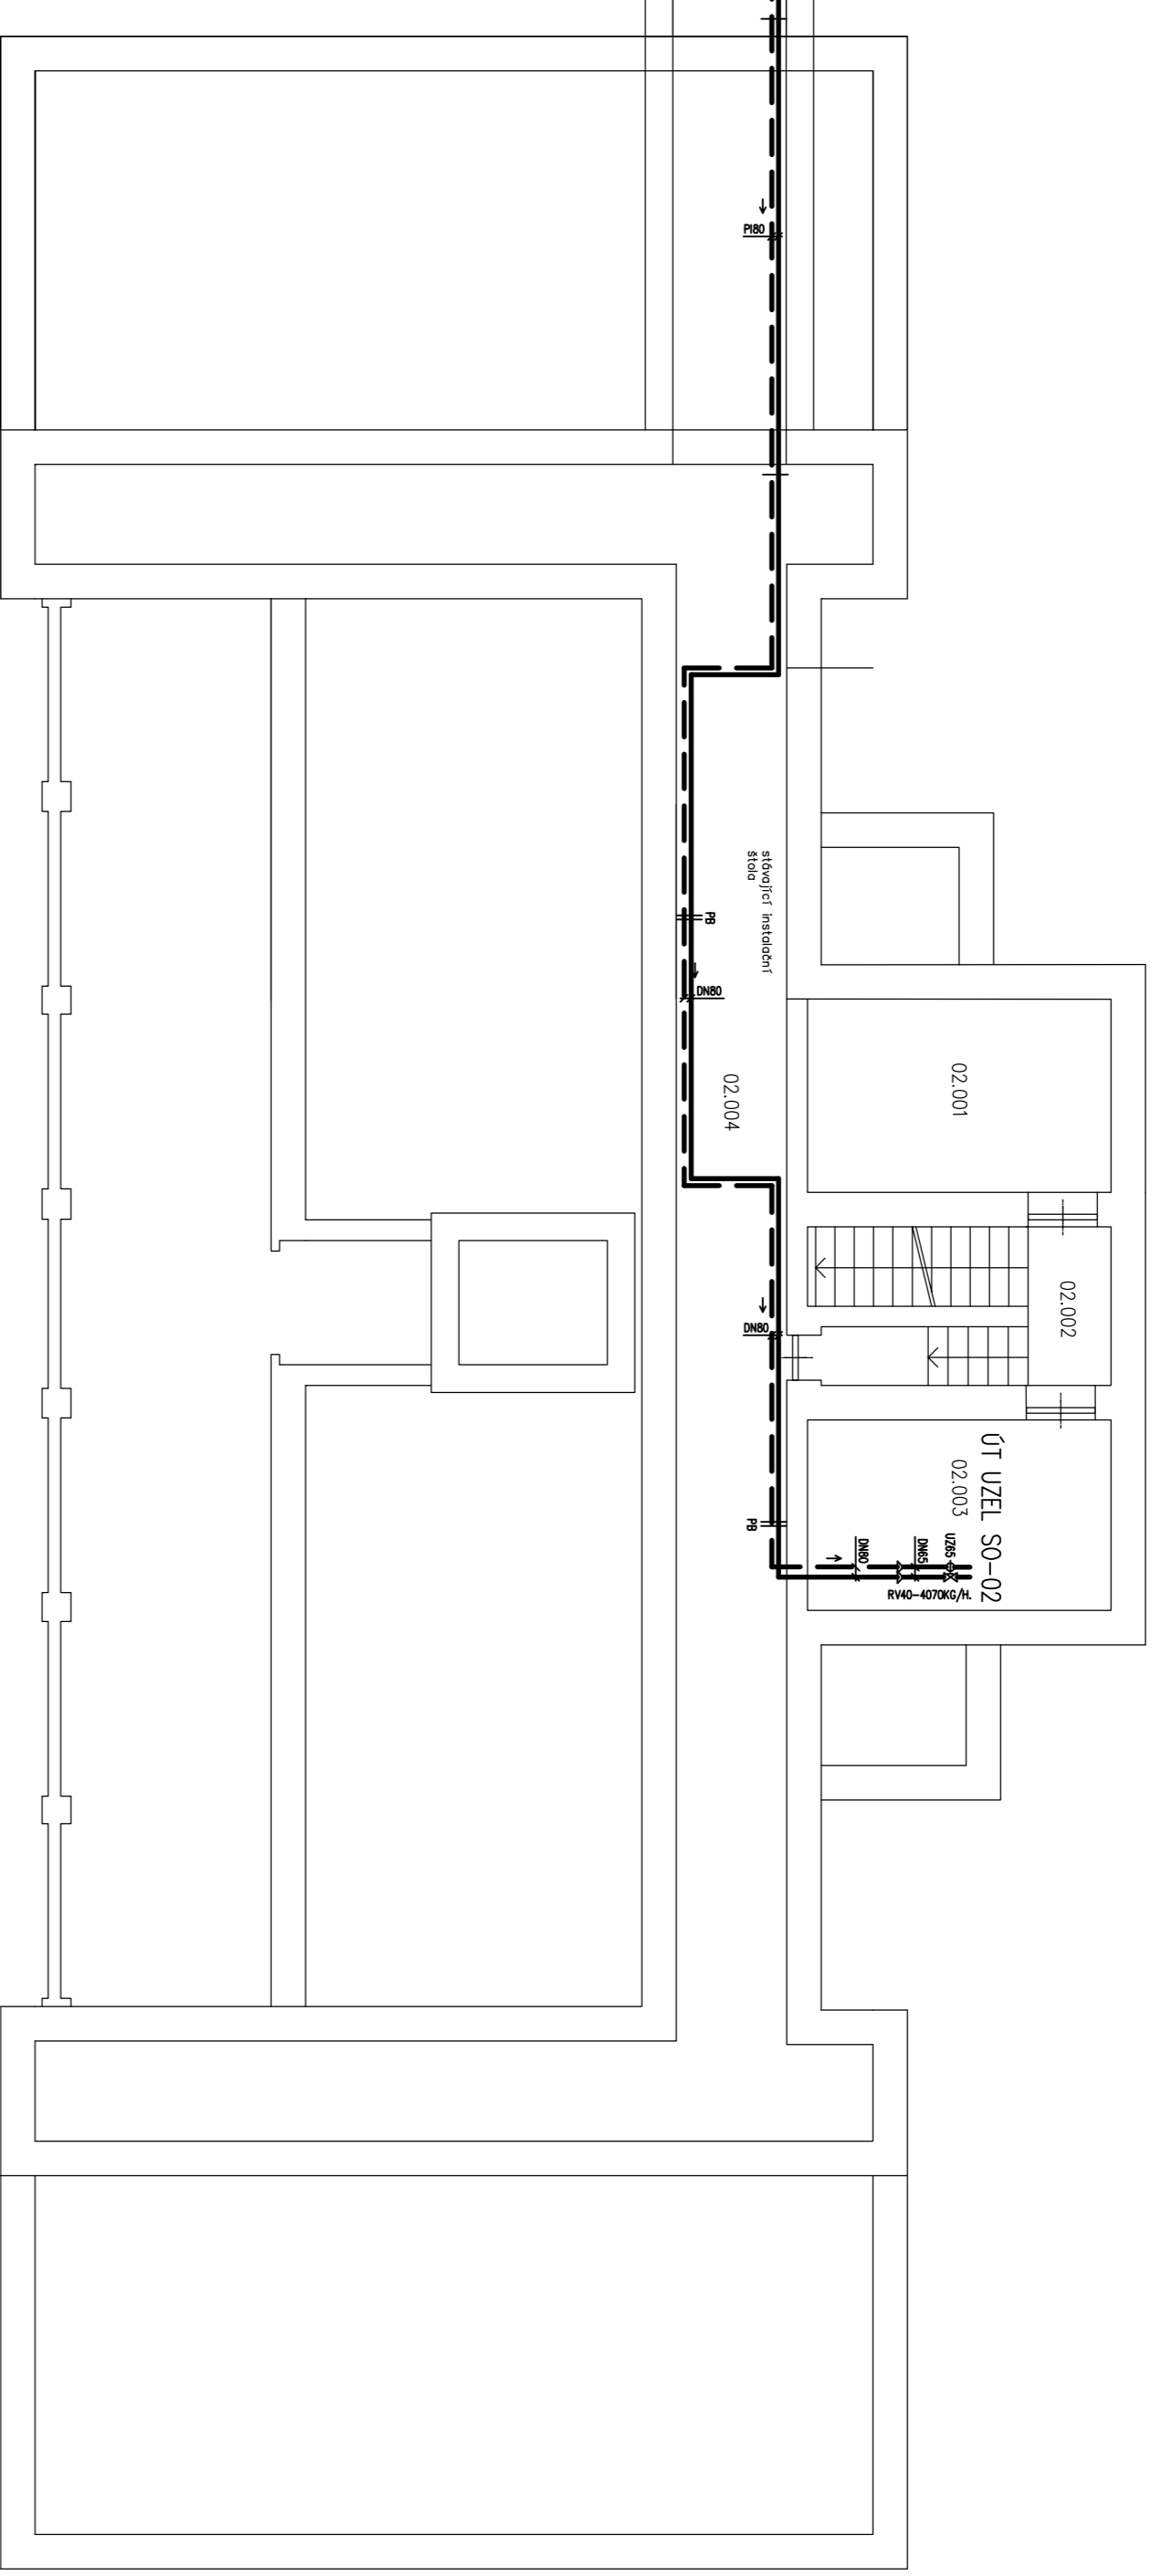 PI80
stávající instalační
štola
PB
DN80
02.004
02.001
02.002
DN80
ÚT UZEL SO-02
02.003
PB
DN80
DN65
UZ65
RV40-4070KG/H.